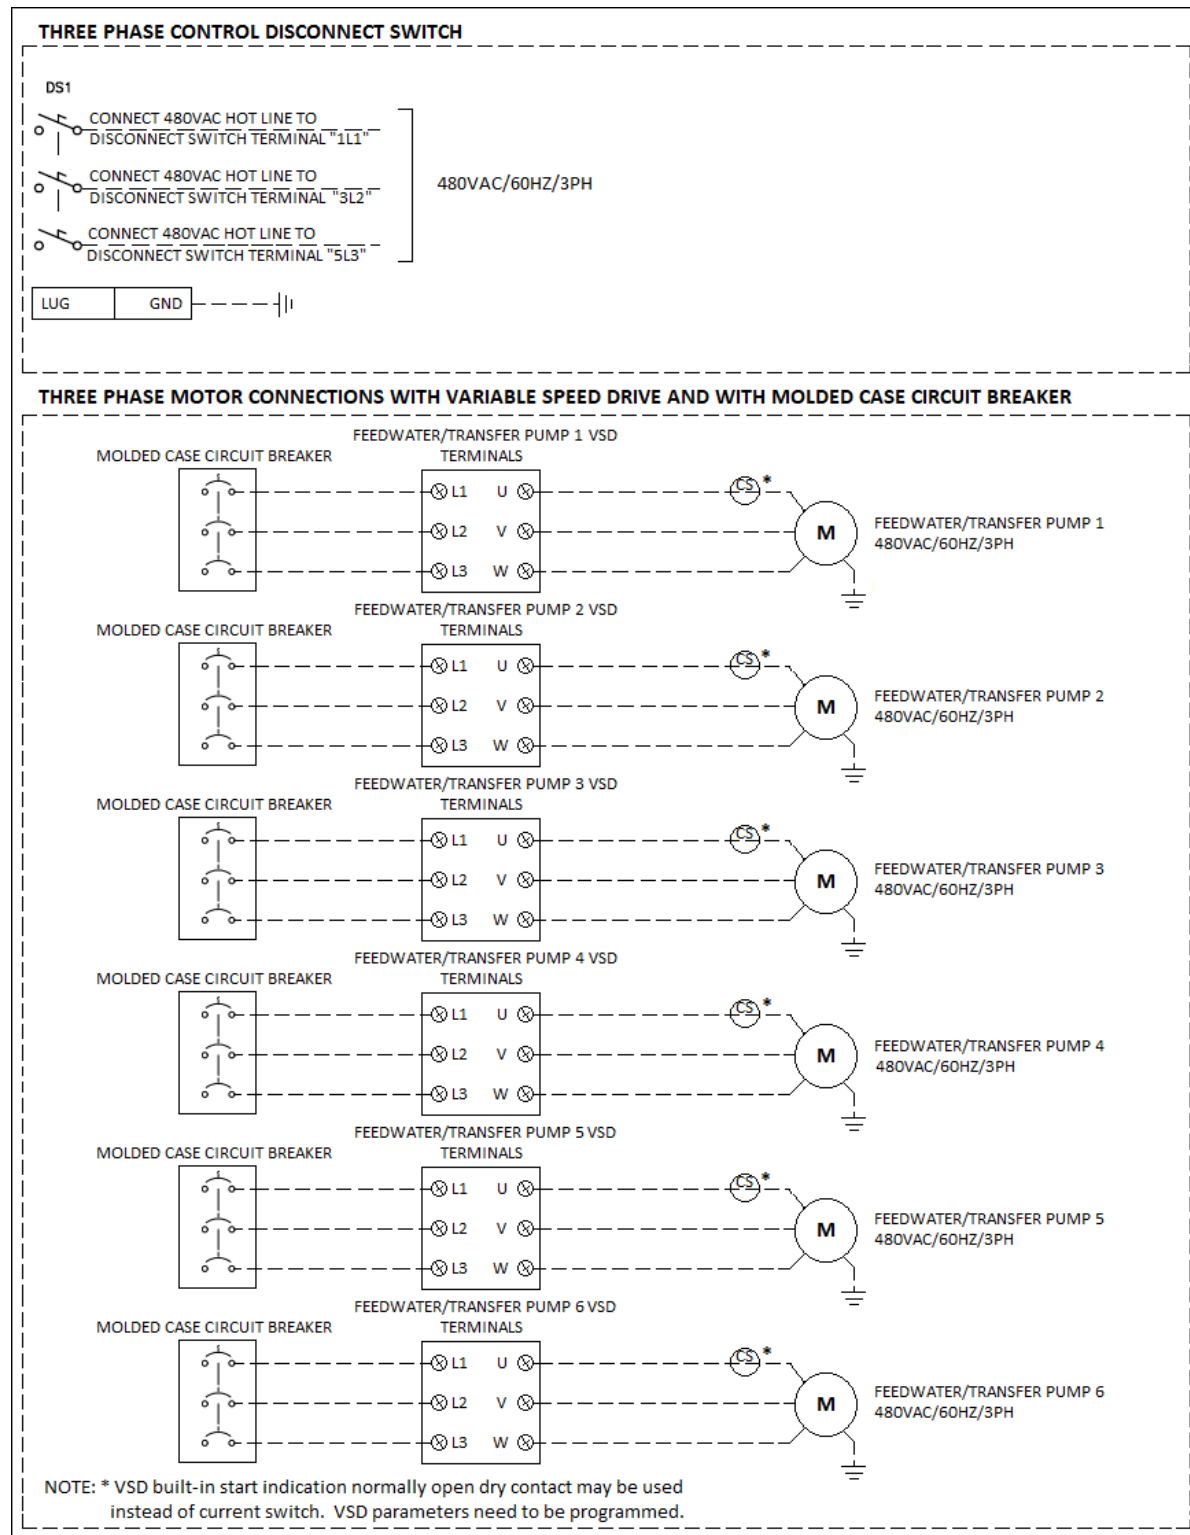 THREE PHASE CONTROL DISCONNECT SWITCH
DS1
CONNECT 480VAC HOT LINE TO
DISCONNECT SWITCH TERMINAL "1L1"
CONNECT 480VAC HOT LINE TO
DISCONNECT SWITCH TERMINAL "3L2"
480VAC/60HZ/3PH
CONNECT 480VAC HOT LINE TO
DISCONNECT SWITCH TERMINAL "5L3"
LUG GND
THREE PHASE MOTOR CONNECTIONS WITH VARIABLE SPEED DRIVE AND WITH MOLDED CASE CIRCUIT BREAKER
FEEDWATER/TRANSFER PUMP 1 VSD
MOLDED CASE CIRCUIT BREAKER TERMINALS
L1 U CS *
L2 V M
FEEDWATER/TRANSFER PUMP 1
480VAC/60HZ/3PH
L3 W
FEEDWATER/TRANSFER PUMP 2 VSD
MOLDED CASE CIRCUIT BREAKER TERMINALS
L1 U CS *
L2 V M
FEEDWATER/TRANSFER PUMP 2
480VAC/60HZ/3PH
L3 W
FEEDWATER/TRANSFER PUMP 3 VSD
MOLDED CASE CIRCUIT BREAKER TERMINALS
L1 U CS *
L2 V M
FEEDWATER/TRANSFER PUMP 3
480VAC/60HZ/3PH
L3 W
FEEDWATER/TRANSFER PUMP 4 VSD
MOLDED CASE CIRCUIT BREAKER TERMINALS
L1 U CS *
L2 V M
FEEDWATER/TRANSFER PUMP 4
480VAC/60HZ/3PH
L3 W
FEEDWATER/TRANSFER PUMP 5 VSD
MOLDED CASE CIRCUIT BREAKER TERMINALS
L1 U CS *
L2 V M
FEEDWATER/TRANSFER PUMP 5
480VAC/60HZ/3PH
L3 W
FEEDWATER/TRANSFER PUMP 6 VSD
MOLDED CASE CIRCUIT BREAKER TERMINALS
L1 U CS *
L2 V M
FEEDWATER/TRANSFER PUMP 6
480VAC/60HZ/3PH
L3 W
NOTE: * VSD built-in start indication normally open dry contact may be used
instead of current switch. VSD parameters need to be programmed.